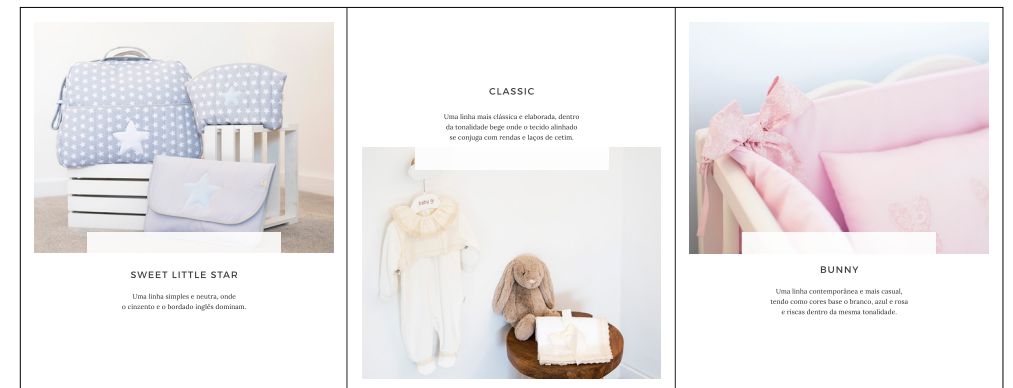 SWEET LITTLE STAR
Uma linha simples e neutra, onde
o cinzento e o bordado inglês dominam.
CLASSIC
Uma linha mais clássica e elaborada, dentro
da tonalidade bege onde o tecido alinhado
se conjuga com rendas e laços de cetim.
BUNNY
Uma linha contemporânea e mais casual,
tendo como cores base o branco, azul e rosa
e riscas dentro da mesma tonalidade.